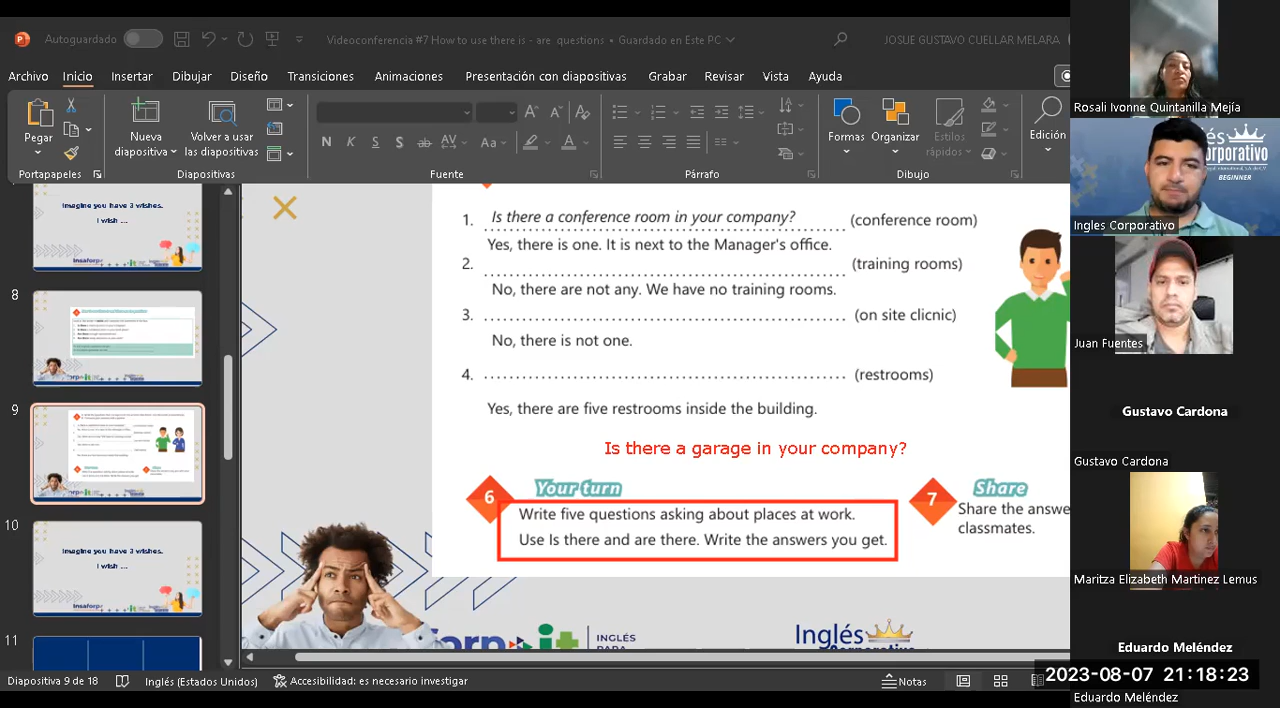 Autoguardado
Videoconferencia #7 How to use there is - are questions • Guardado en Este PC
JOSUE GUSTAVO CUELLAR MELARA
Archivo Inicio Insertar Dibujar Diseño Transiciones Animaciones Presentación con diapositivas Grabar Revisar Vista Ayuda
Pegar
Nueva diapositiva
Volver a usar las diapositivas
N K S S ab AV Aa A
Formas
Organizar
Estilos rápidos
Edición
Portapapeles
Diapositivas
Fuente
Párrafo
Dibujo
Imagine you have 3 wishes.
I wish ...
8
9
10
Imagine you have 3 wishes.
I wish ...
11
1. Is there a conference room in your company? (conference room)
Yes, there is one. It is next to the Manager's office.
2. (training rooms)
No, there are not any. We have no training rooms.
3. (on site clicnic)
No, there is not one.
4. (restrooms)
Yes, there are five restrooms inside the building.
Is there a garage in your company?
6 Your turn
Write five questions asking about places at work.
Use Is there and are there. Write the answers you get.
7 Share
Share the answe
classmates.
INGLÉS
Inglés
Diapositiva 9 de 18
Inglés (Estados Unidos)
Accesibilidad: es necesario investigar
Notas
Rosali Ivonne Quintanilla Mejía
BEGINNER
Ingles Corporativo
Juan Fuentes
Gustavo Cardona
Gustavo Cardona
Maritza Elizabeth Martinez Lemus
Eduardo Meléndez
2023-08-07 21:18:23
Eduardo Meléndez